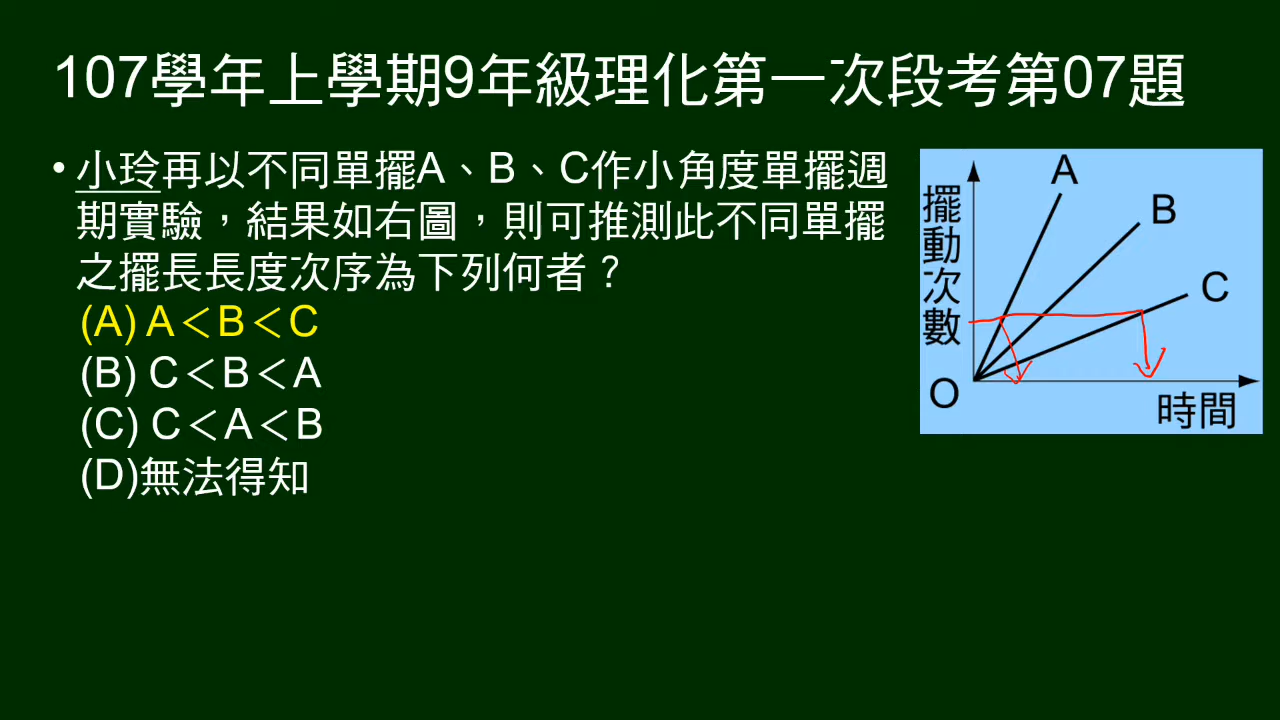 107學年上學期9年級理化第一次段考第07題
• 小玲再以不同單擺A、B、C作小角度單擺週
期實驗，結果如右圖，則可推測此不同單擺
之擺長長度次序為下列何者？
(A) A＜B＜C
(B) C＜B＜A
(C) C＜A＜B
(D)無法得知
擺動次數
A
B
C
O
時間